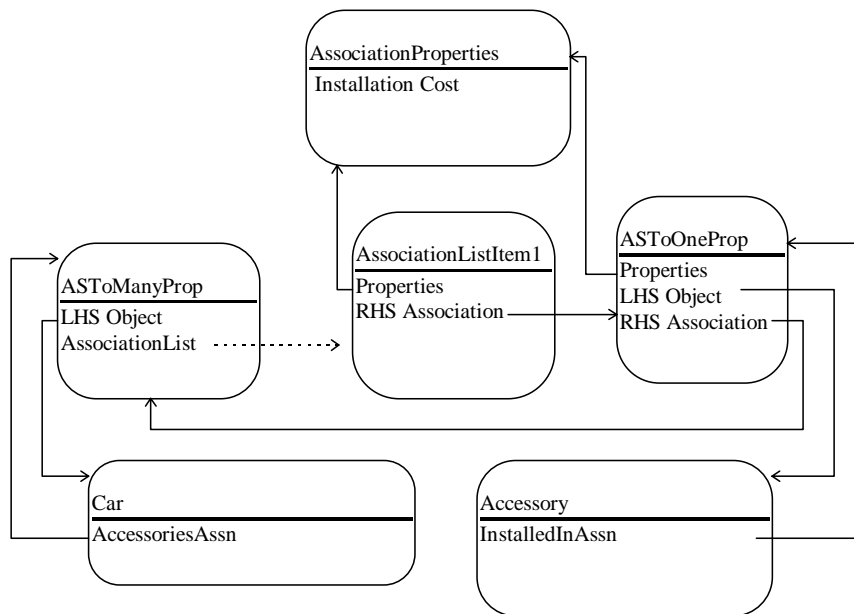 AssociationProperties
Installation Cost
ASToManyProp
LHS Object
AssociationList
AssociationListItem1
Properties
RHS Association
ASToOneProp
Properties
LHS Object
RHS Association
Car
AccessoriesAssn
Accessory
InstalledInAssn